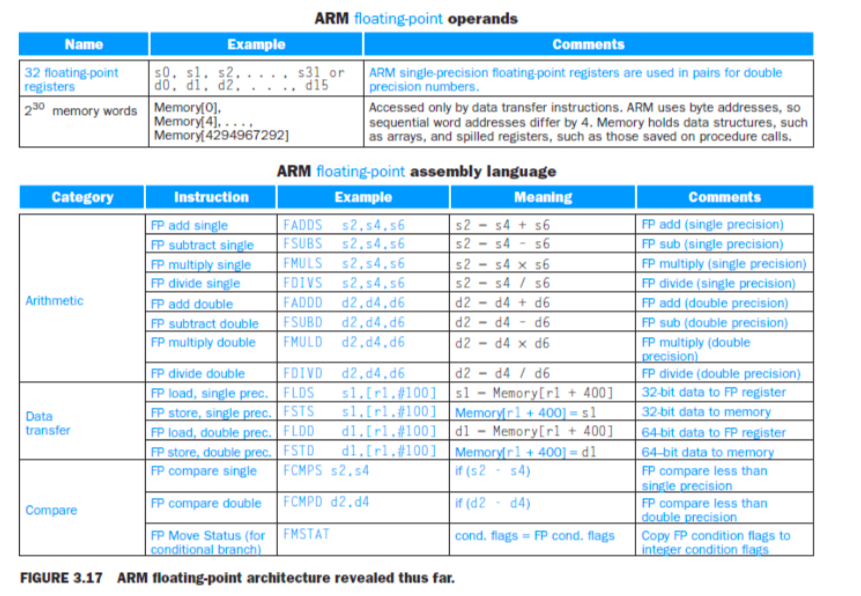 ARM floating-point operands
Name Example Comments
32 floating-point registers s0, s1, s2, . . . , s31 or d0, d1, d2, . . . , d15 ARM single-precision floating-point registers are used in pairs for double precision numbers.
2^30 memory words Memory[0], Memory[4], . . . , Memory[4294967292] Accessed only by data transfer instructions. ARM uses byte addresses, so sequential word addresses differ by 4. Memory holds data structures, such as arrays, and spilled registers, such as those saved on procedure calls.
ARM floating-point assembly language
Category Instruction Example Meaning Comments
Arithmetic
FP add single FADDS s2,s4,s6 s2 = s4 + s6 FP add (single precision)
FP subtract single FSUBS s2,s4,s6 s2 = s4 - s6 FP sub (single precision)
FP multiply single FMULS s2,s4,s6 s2 = s4 × s6 FP multiply (single precision)
FP divide single FDIVS s2,s4,s6 s2 = s4 / s6 FP divide (single precision)
FP add double FADDD d2,d4,d6 d2 = d4 + d6 FP add (double precision)
FP subtract double FSUBD d2,d4,d6 d2 = d4 - d6 FP sub (double precision)
FP multiply double FMULD d2,d4,d6 d2 = d4 × d6 FP multiply (double precision)
FP divide double FDIVD d2,d4,d6 d2 = d4 / d6 FP divide (double precision)
Data transfer
FP load, single prec. FLDS s1,[r1,#100] s1 = Memory[r1 + 400] 32-bit data to FP register
FP store, single prec. FSTS s1,[r1,#100] Memory[r1 + 400] = s1 32-bit data to memory
FP load, double prec. FLDD d1,[r1,#100] d1 = Memory[r1 + 400] 64-bit data to FP register
FP store, double prec. FSTD d1,[r1,#100] Memory[r1 + 400] = d1 64–bit data to memory
Compare
FP compare single FCMPS s2,s4 if (s2 - s4) FP compare less than single precision
FP compare double FCMPD d2,d4 if (d2 - d4) FP compare less than double precision
FP Move Status (for conditional branch) FMSTAT cond. flags = FP cond. flags Copy FP condition flags to integer condition flags
FIGURE 3.17 ARM floating-point architecture revealed thus far.